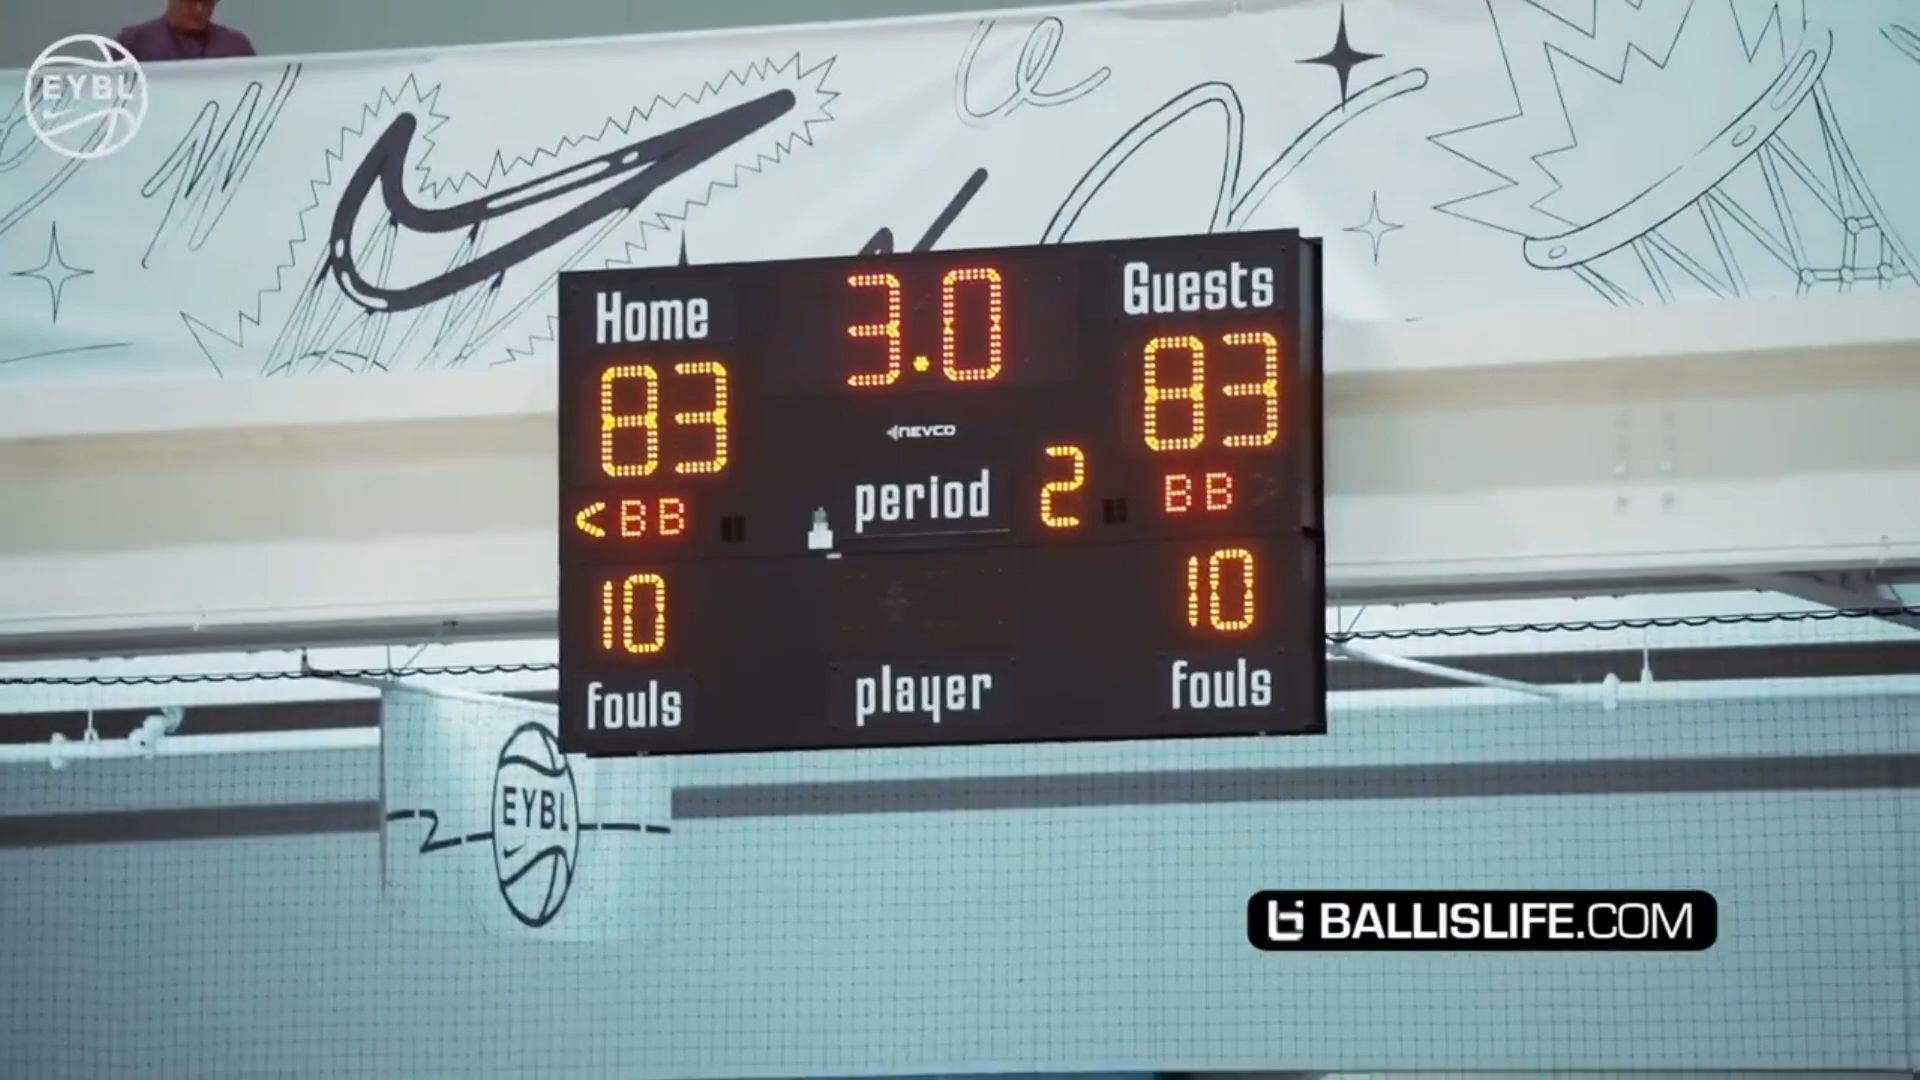 EYBL
Home 3.0 Guests
83 83
NEVCO
<BB period 2 BB
10 10
fouls player fouls
EYBL
BALLISLIFE.COM